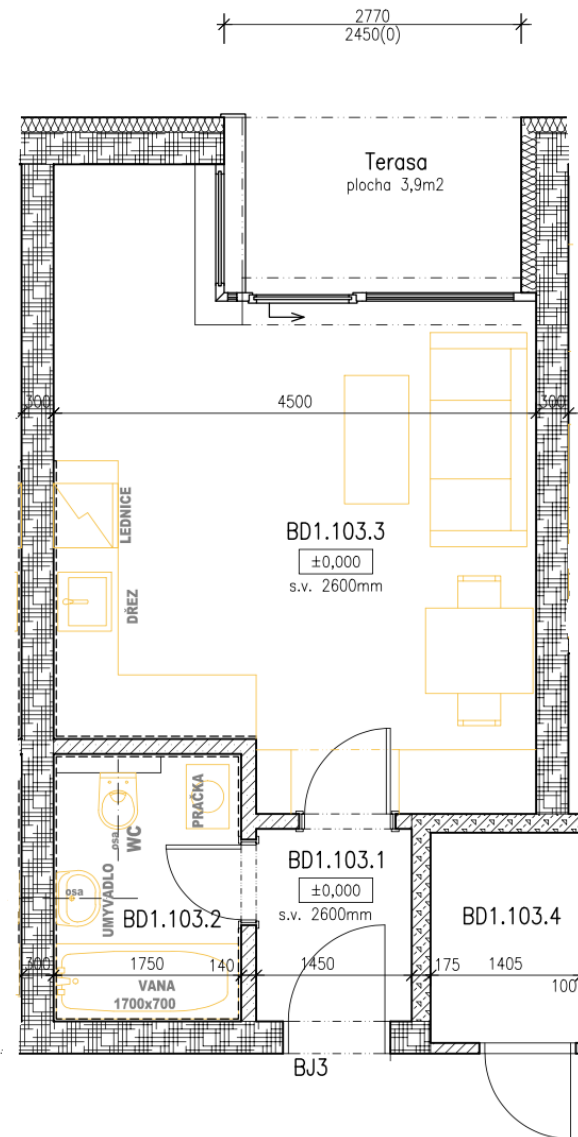 2770
2450(0)
Terasa
plocha 3,9m2
300
4500
300
LEDNICE
BD1.103.3
±0,000
s.v. 2600mm
DŘEZ
PRAČKA
osa
WC
BD1.103.1
±0,000
s.v. 2600mm
osa
UMYVADLO
BD1.103.2
BD1.103.4
300
1750
140
1450
175
1405
100
VANA
1700x700
BJ3